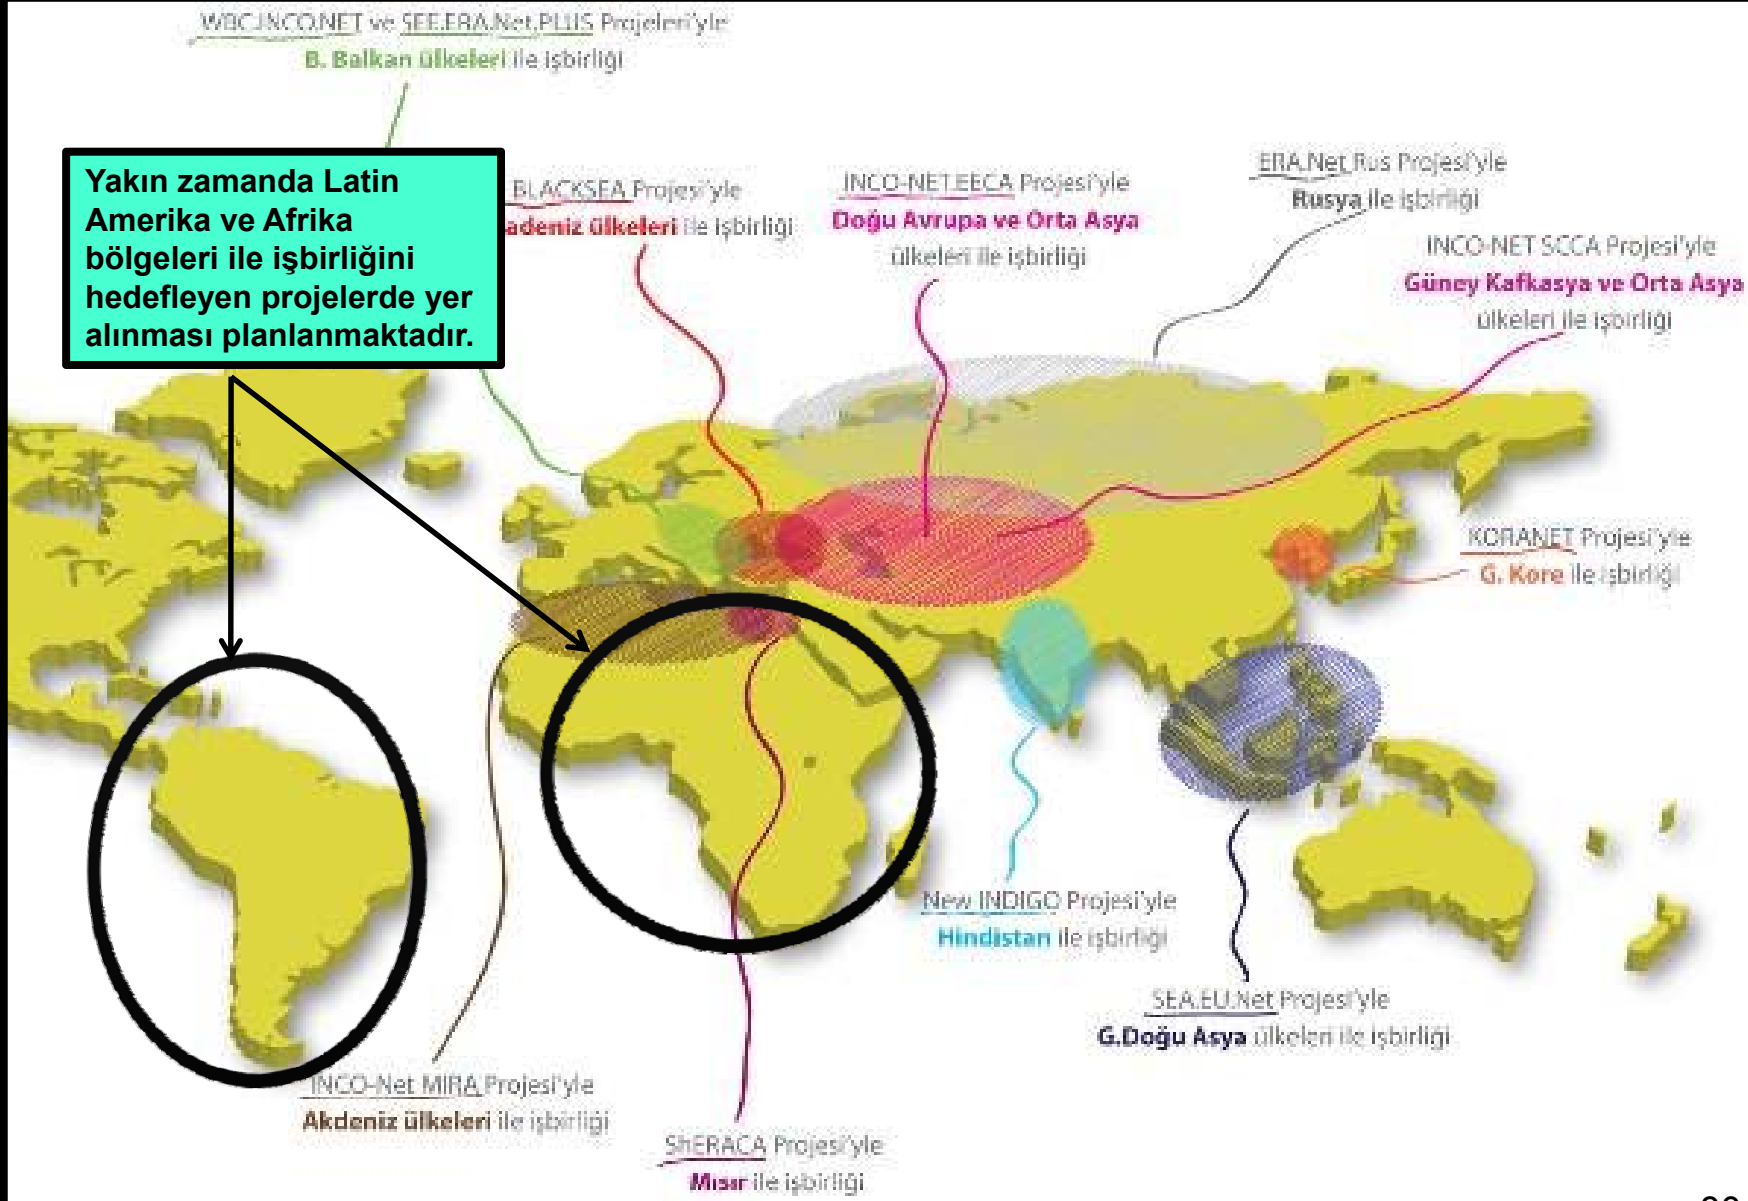 WBC.INCO.NET ve SEE.ERA.Net.PLUS Projeleri'yle
B. Balkan ülkeleri ile işbirliği
Yakın zamanda Latin
Amerika ve Afrika
bölgeleri ile işbirliğini
hedefleyen projelerde yer
alınması planlanmaktadır.
BLACKSEA Projesi'yle
adeniz ülkeleri ile işbirliği
INCO-NET.EECA Projesi'yle
Doğu Avrupa ve Orta Asya
ülkeleri ile işbirliği
ERA.Net Rus Projesi'yle
Rusya ile işbirliği
INCO-NET SCCA Projesi'yle
Güney Kafkasya ve Orta Asya
ülkeleri ile işbirliği
KORANET Projesi'yle
G. Kore ile işbirliği
New INDIGO Projesi'yle
Hindistan ile işbirliği
SEA.EU.Net Projesi'yle
G.Doğu Asya ülkeleri ile işbirliği
INCO-Net MIRA Projesi'yle
Akdeniz ülkeleri ile işbirliği
ShERACA Projesi'yle
Mısır ile işbirliği